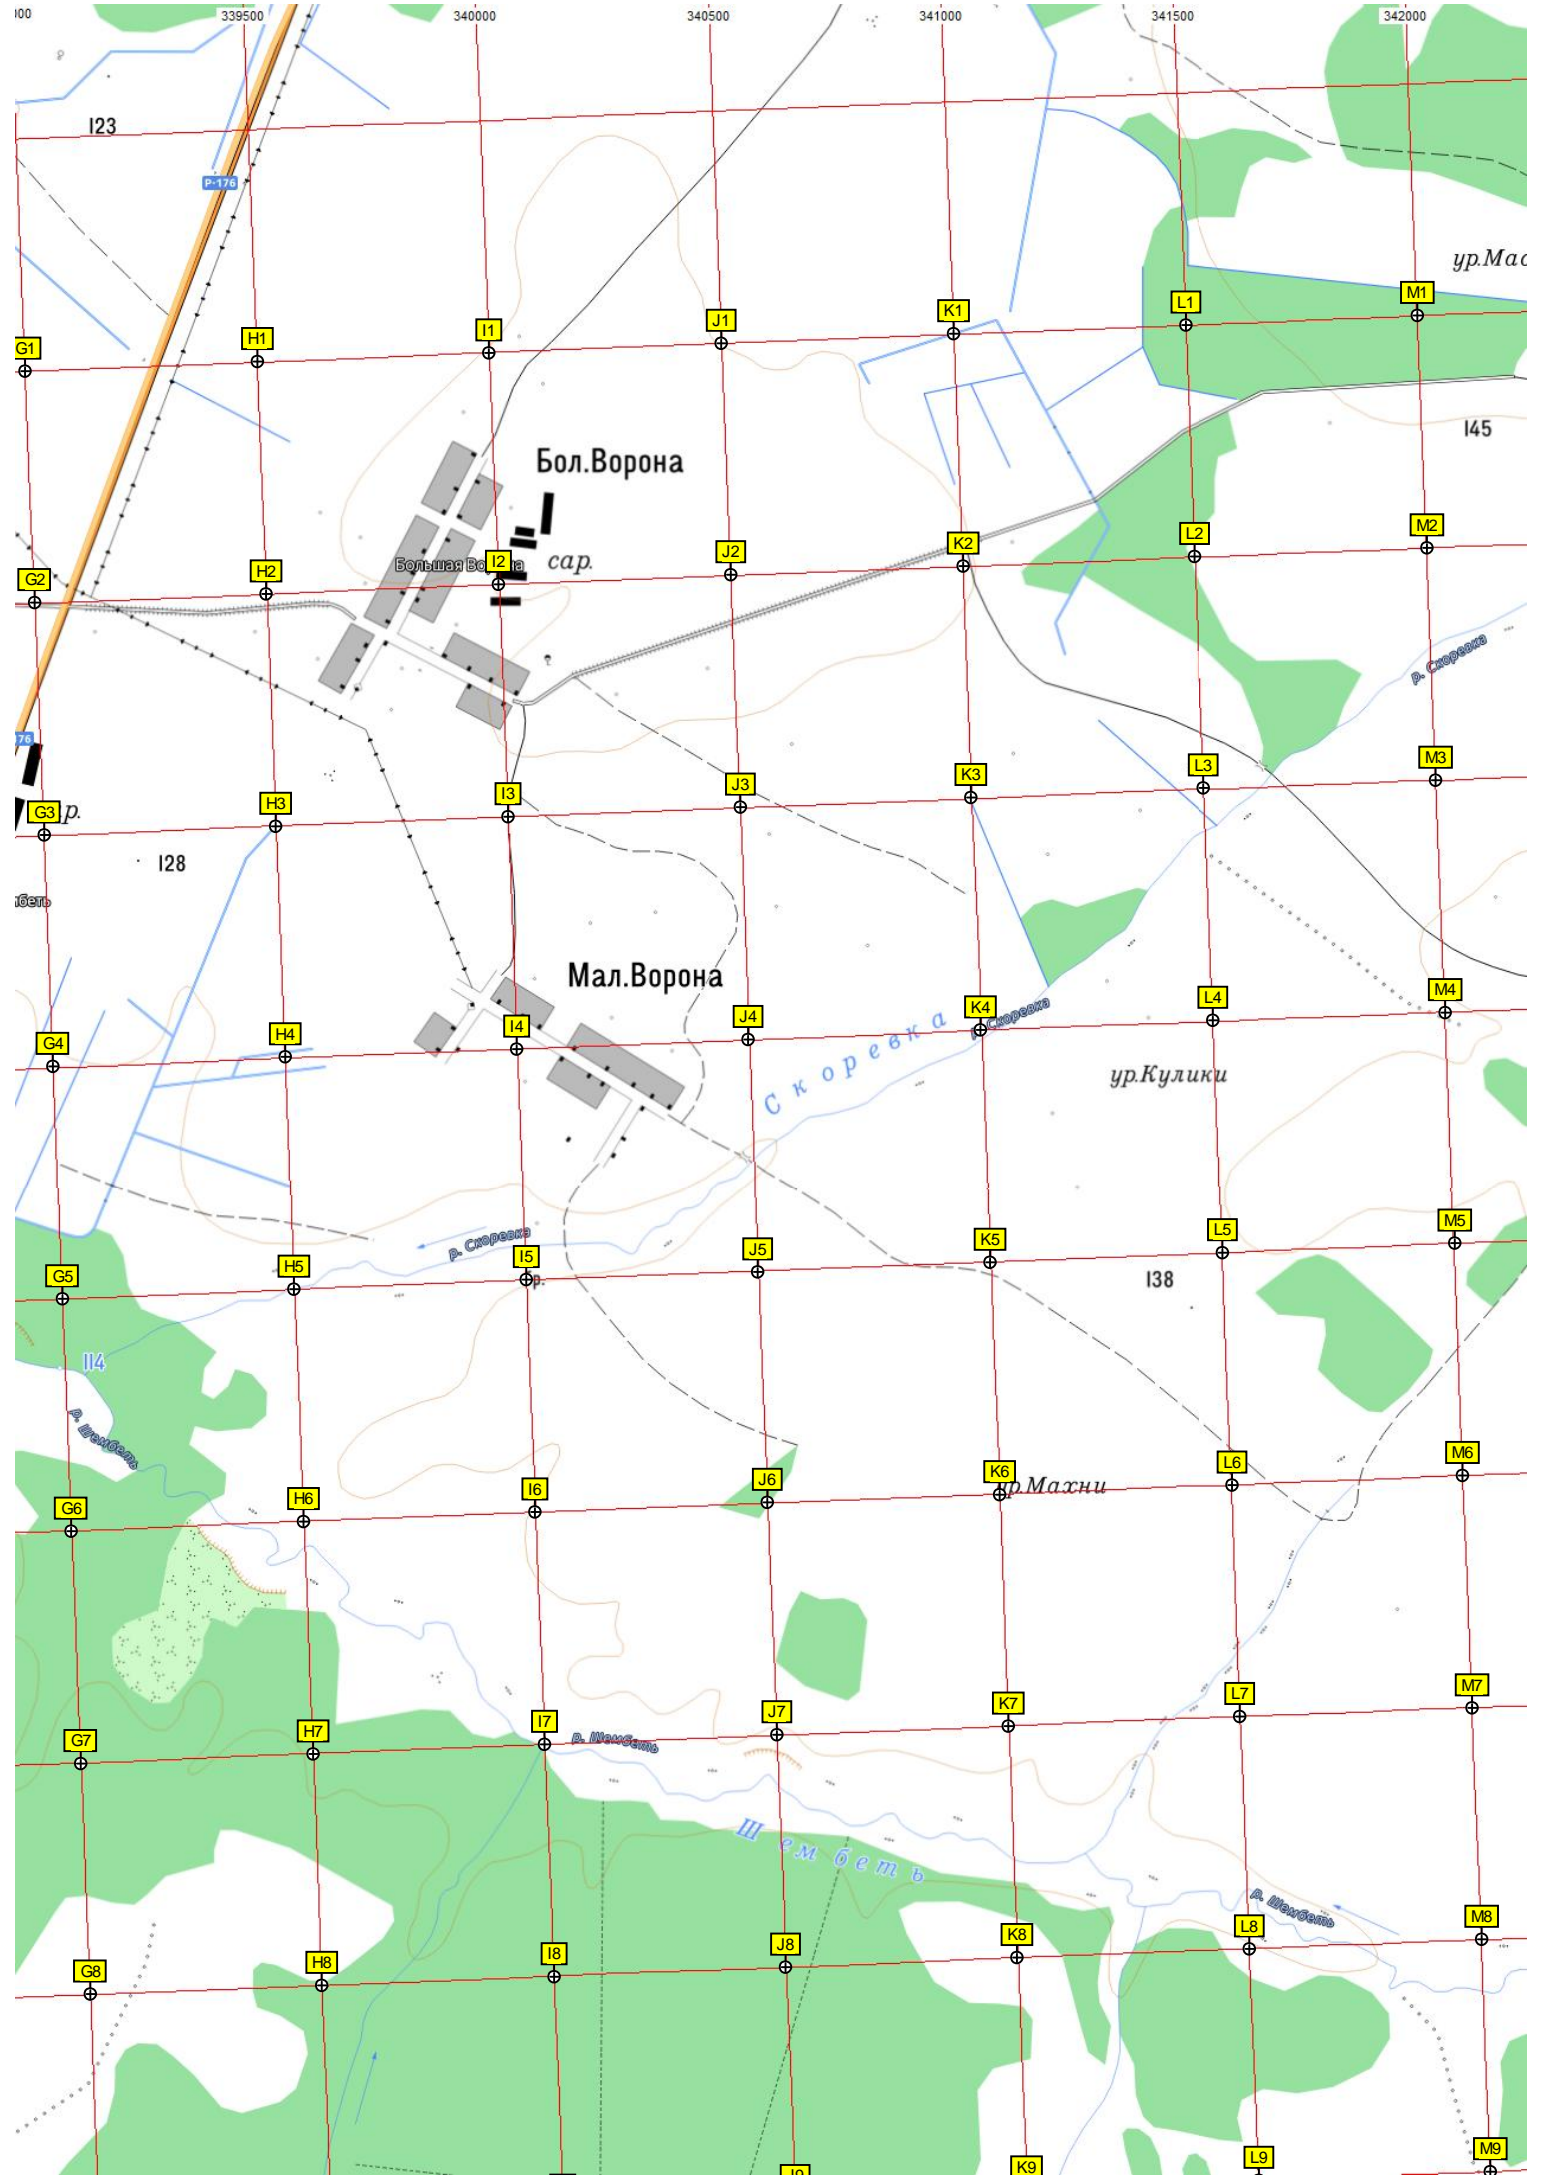 339500 340000 340500 341000 341500 342000
123
Р-176
ур.Мас
G1 H1 I1 J1 K1 L1 M1
145
Бол.Ворона
сар.
G2 H2 I2 J2 K2 L2 M2
р. Скоревка
76
G3 H3 I3 J3 K3 L3 M3
р.
128
Мал.Ворона
G4 H4 I4 J4 K4 L4 M4
Скоревка
р. Скоревка
ур.Кулики
р. Скоревка
G5 H5 I5 J5 K5 L5 M5
138
114
р. Шембеть
G6 H6 I6 J6 K6 L6 M6
ур.Махни
G7 H7 I7 J7 K7 L7 M7
р. Шембеть
Шембеть
р. Шембеть
G8 H8 I8 J8 K8 L8 M8
K9 L9 M9